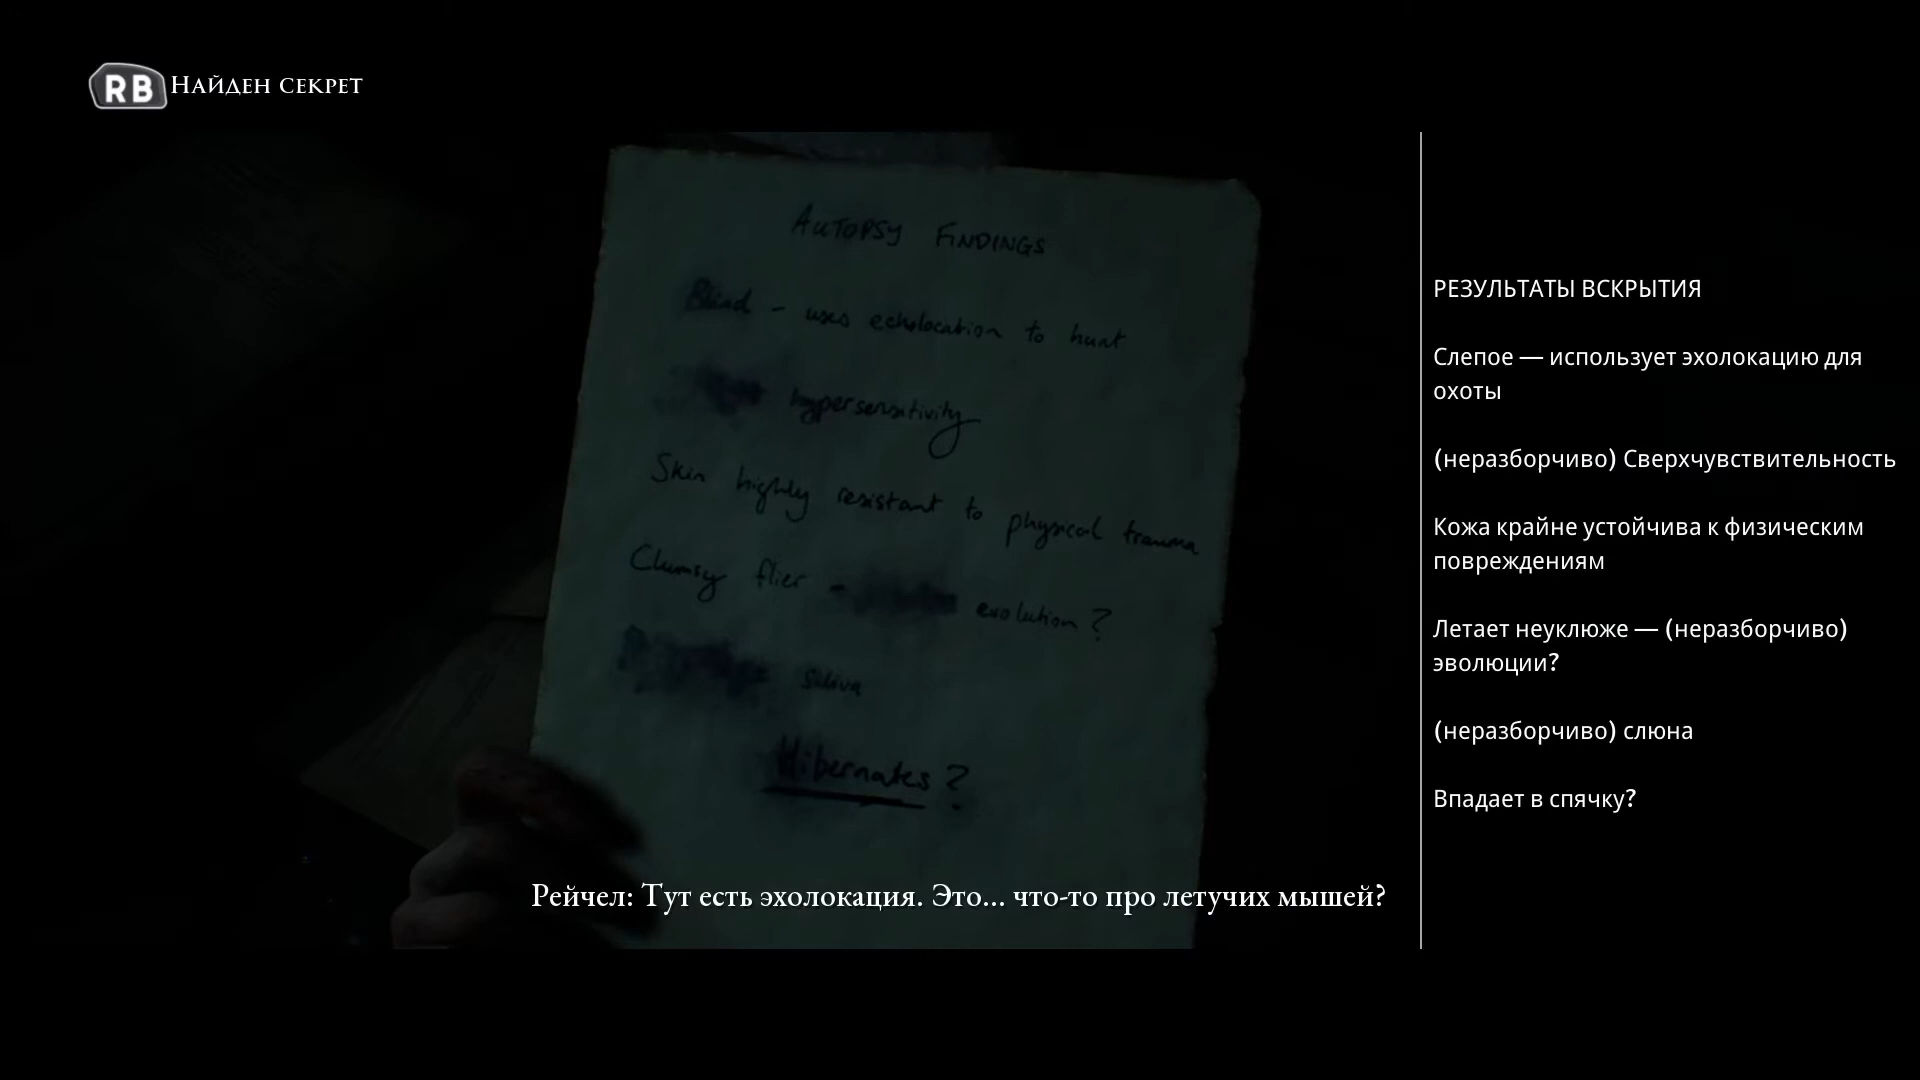 RB НАЙДЕН СЕКРЕТ
AUTOPSY FINDINGS
Blind - uses echolocation to hunt
hypersensitivity
Skin highly resistant to physical trauma
Clumsy flier - evolution?
saliva
Hibernates?
РЕЗУЛЬТАТЫ ВСКРЫТИЯ
Слепое — использует эхолокацию для
охоты
(неразборчиво) Сверхчувствительность
Кожа крайне устойчива к физическим
повреждениям
Летает неуклюже — (неразборчиво)
эволюции?
(неразборчиво) слюна
Впадает в спячку?
Рейчел: Тут есть эхолокация. Это... что-то про летучих мышей?